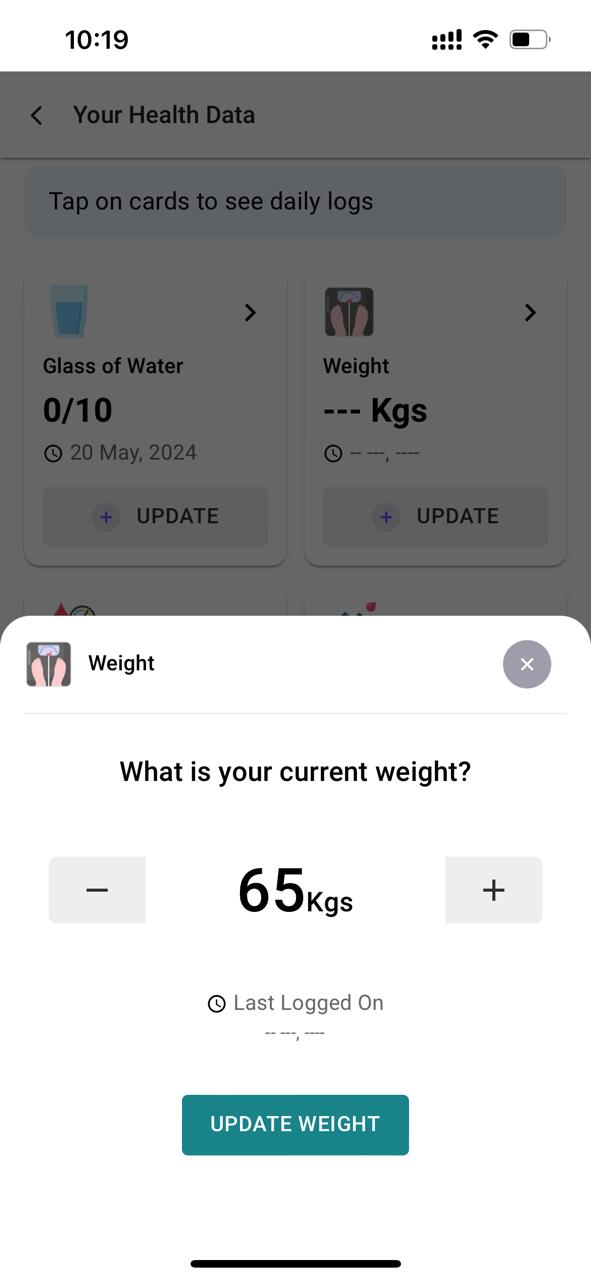 10:19
Your Health Data
Tap on cards to see daily logs
Glass of Water
0/10
20 May, 2024
+ UPDATE
Weight
--- Kgs
-- ---, ----
+ UPDATE
Weight
What is your current weight?
− 65Kgs +
Last Logged On
-- ---, ----
UPDATE WEIGHT